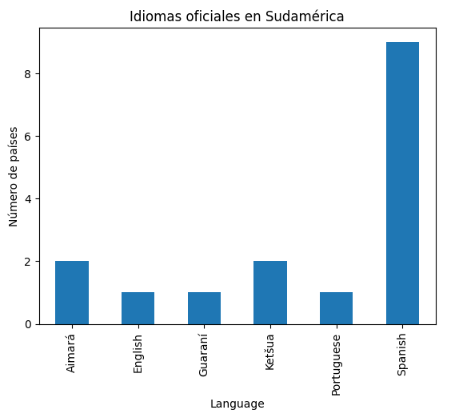 Idiomas oficiales en Sudamérica
Número de países
8
6
4
2
0
Aimará
English
Guaraní
Ketšua
Portuguese
Spanish
Language